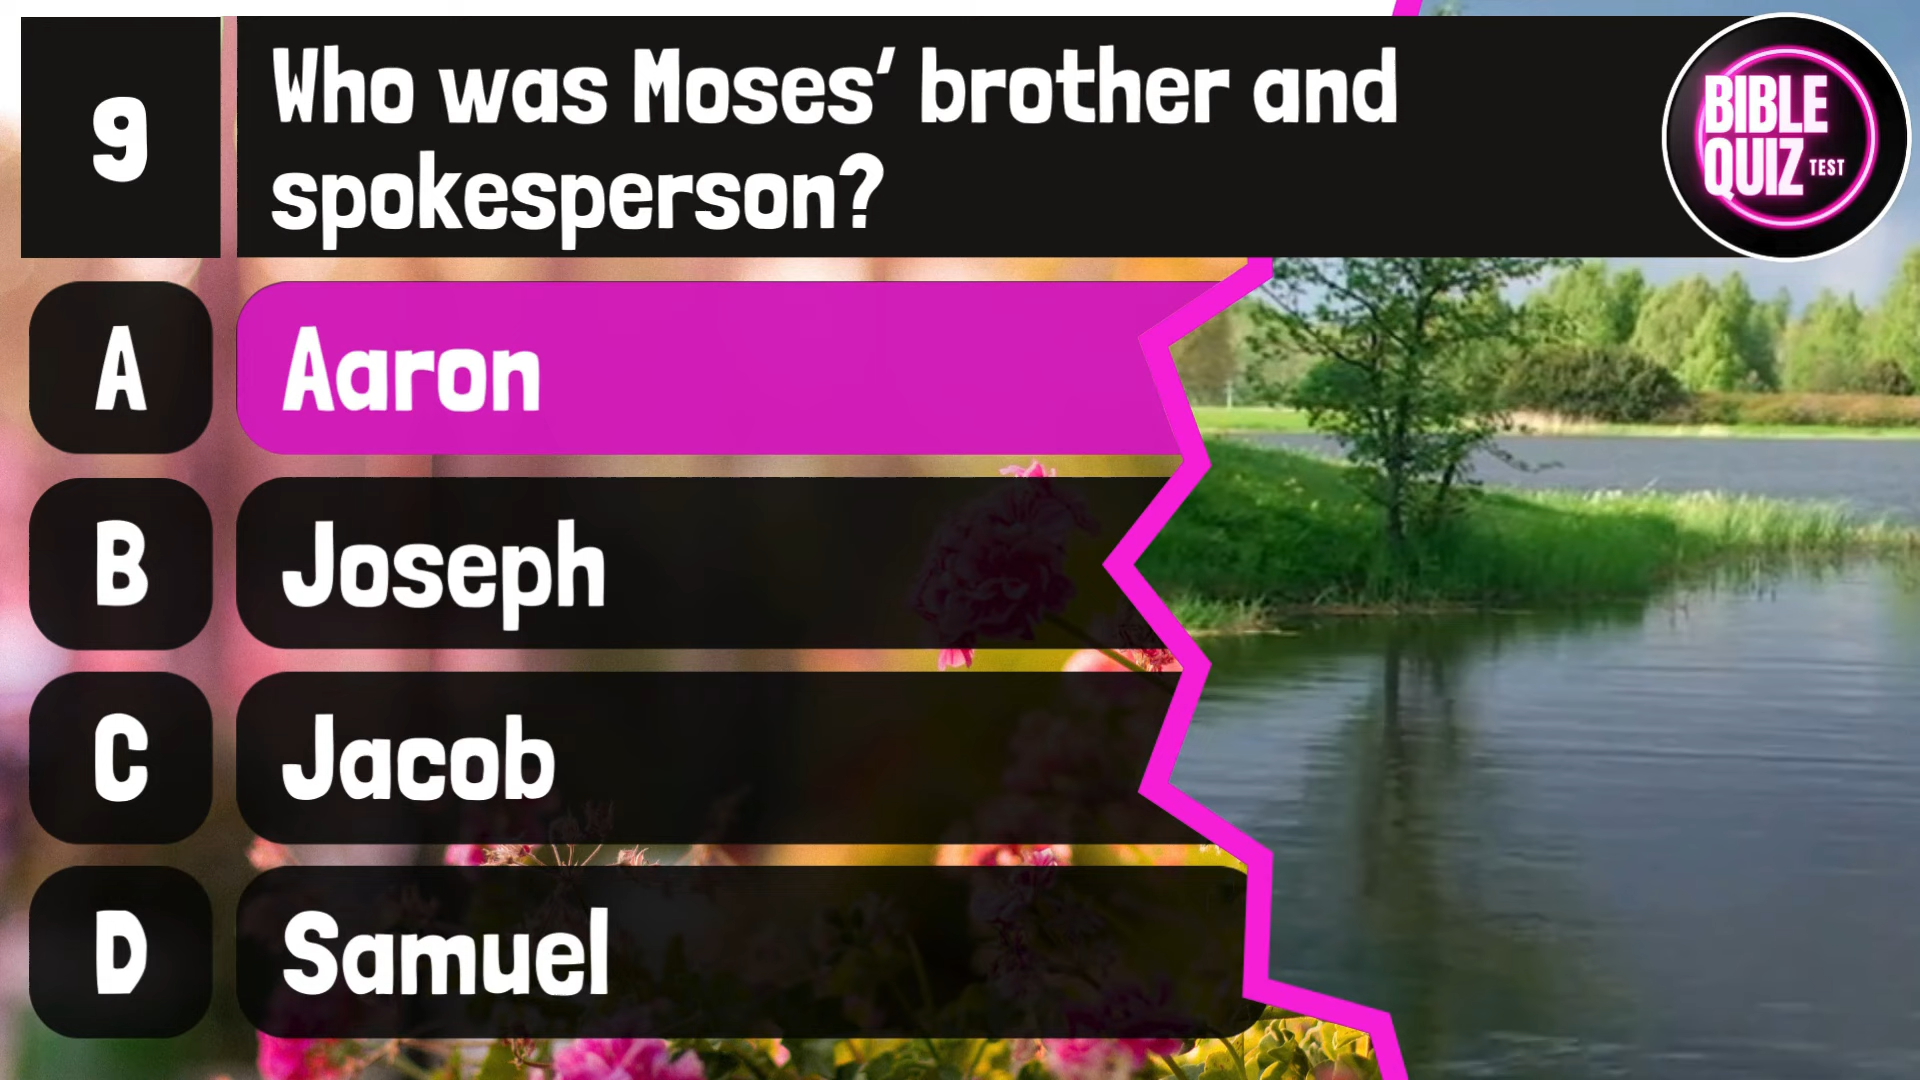 9
Who was Moses’ brother and
spokesperson?
BIBLE
QUIZ TEST
A
Aaron
B
Joseph
C
Jacob
D
Samuel